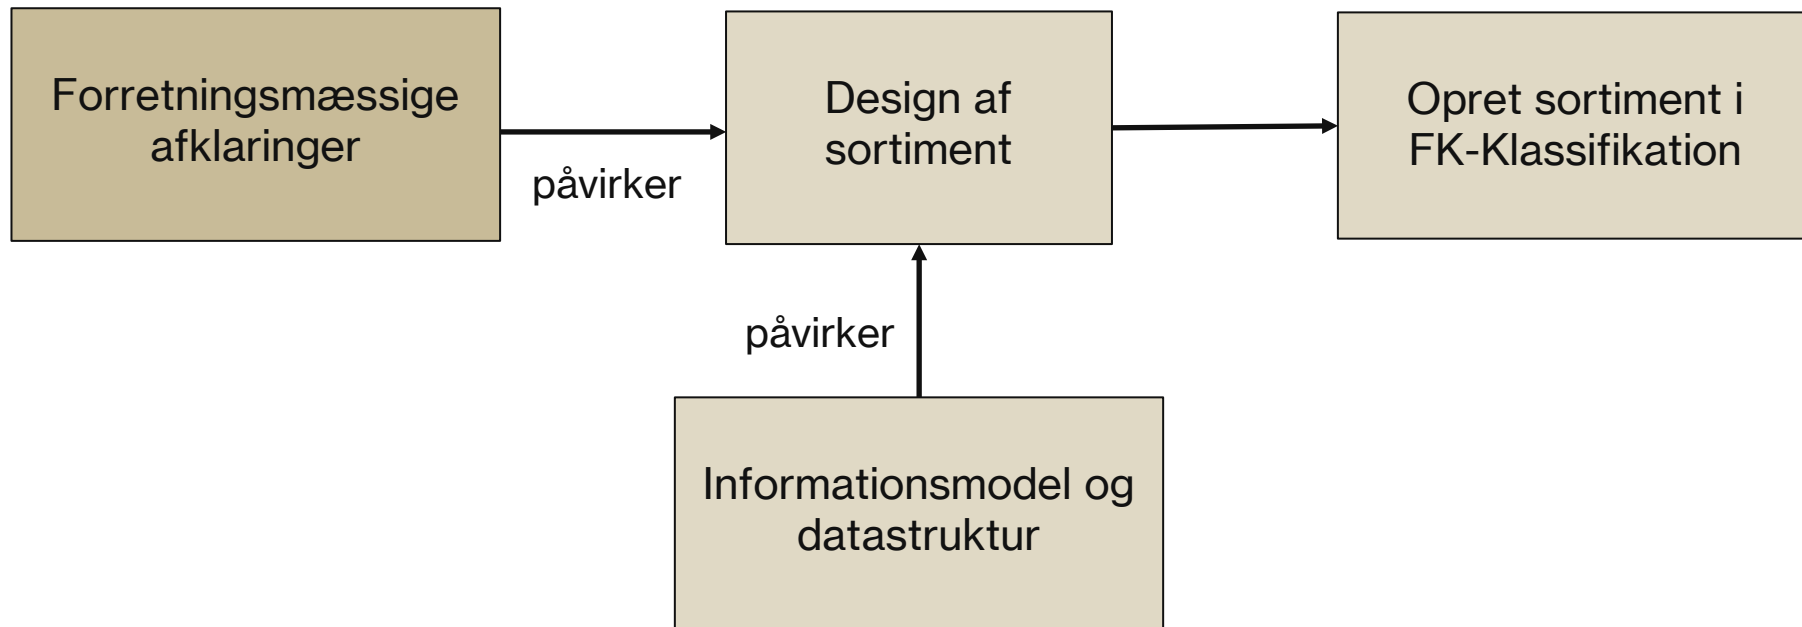 Forretningsmæssige
afklaringer
påvirker
Design af
sortiment
Opret sortiment i
FK-Klassifikation
påvirker
Informationsmodel og
datastruktur